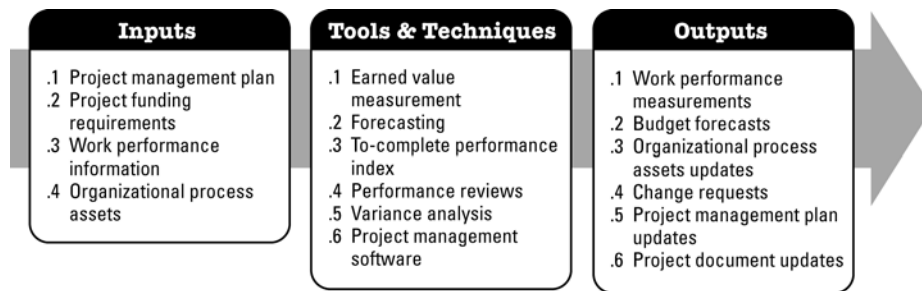 Inputs
.1 Project management plan
.2 Project funding
requirements
.3 Work performance
information
.4 Organizational process
assets
Tools & Techniques
.1 Earned value
measurement
.2 Forecasting
.3 To-complete performance
index
.4 Performance reviews
.5 Variance analysis
.6 Project management
software
Outputs
.1 Work performance
measurements
.2 Budget forecasts
.3 Organizational process
assets updates
.4 Change requests
.5 Project management plan
updates
.6 Project document updates